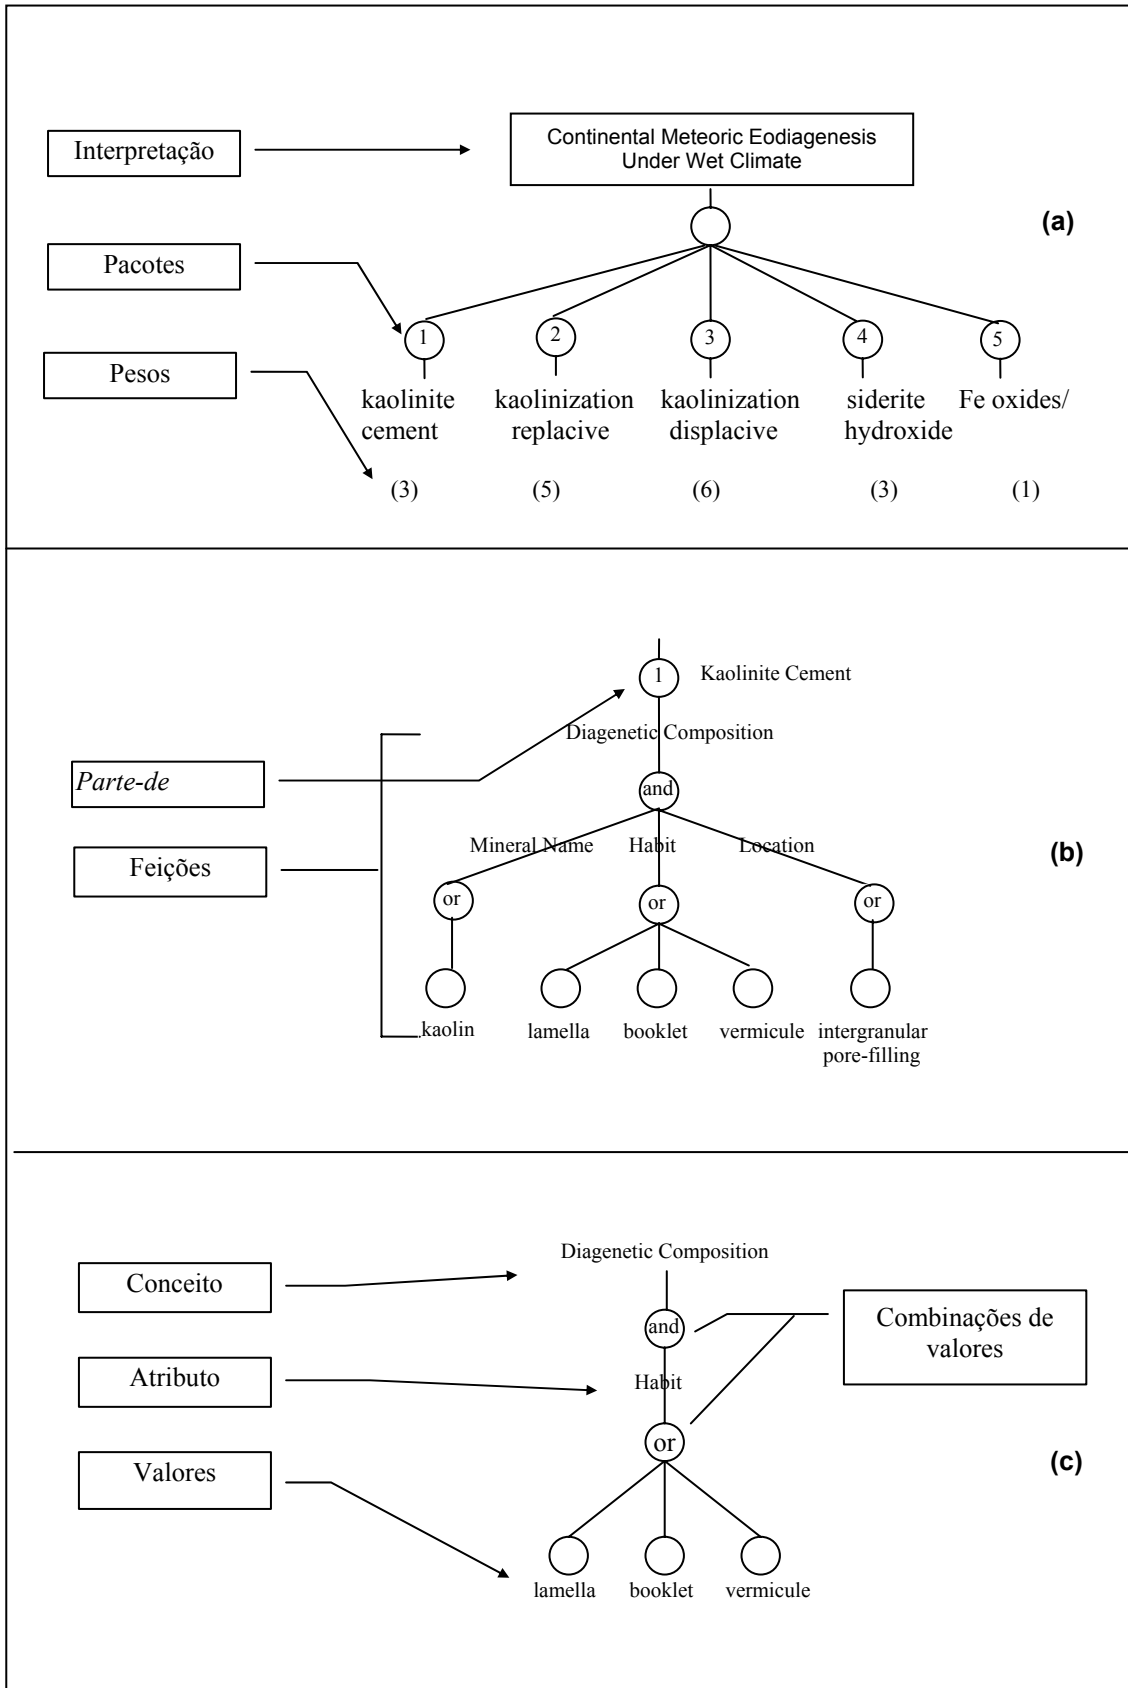 Interpretação
Continental Meteoric Eodiagenesis
Under Wet Climate
(a)
Pacotes
1 2 3 4 5
Pesos
kaolinite kaolinization kaolinization siderite Fe oxides/
cement replacive displacive hydroxide
(3) (5) (6) (3) (1)
1 Kaolinite Cement
Diagenetic Composition
Parte-de
and
Mineral Name Habit Location
(b)
Feições
or or or
kaolin lamella booklet vermicule intergranular
pore-filling
Diagenetic Composition
Conceito
and
Combinações de
valores
Atributo
Habit
or
(c)
Valores
lamella booklet vermicule